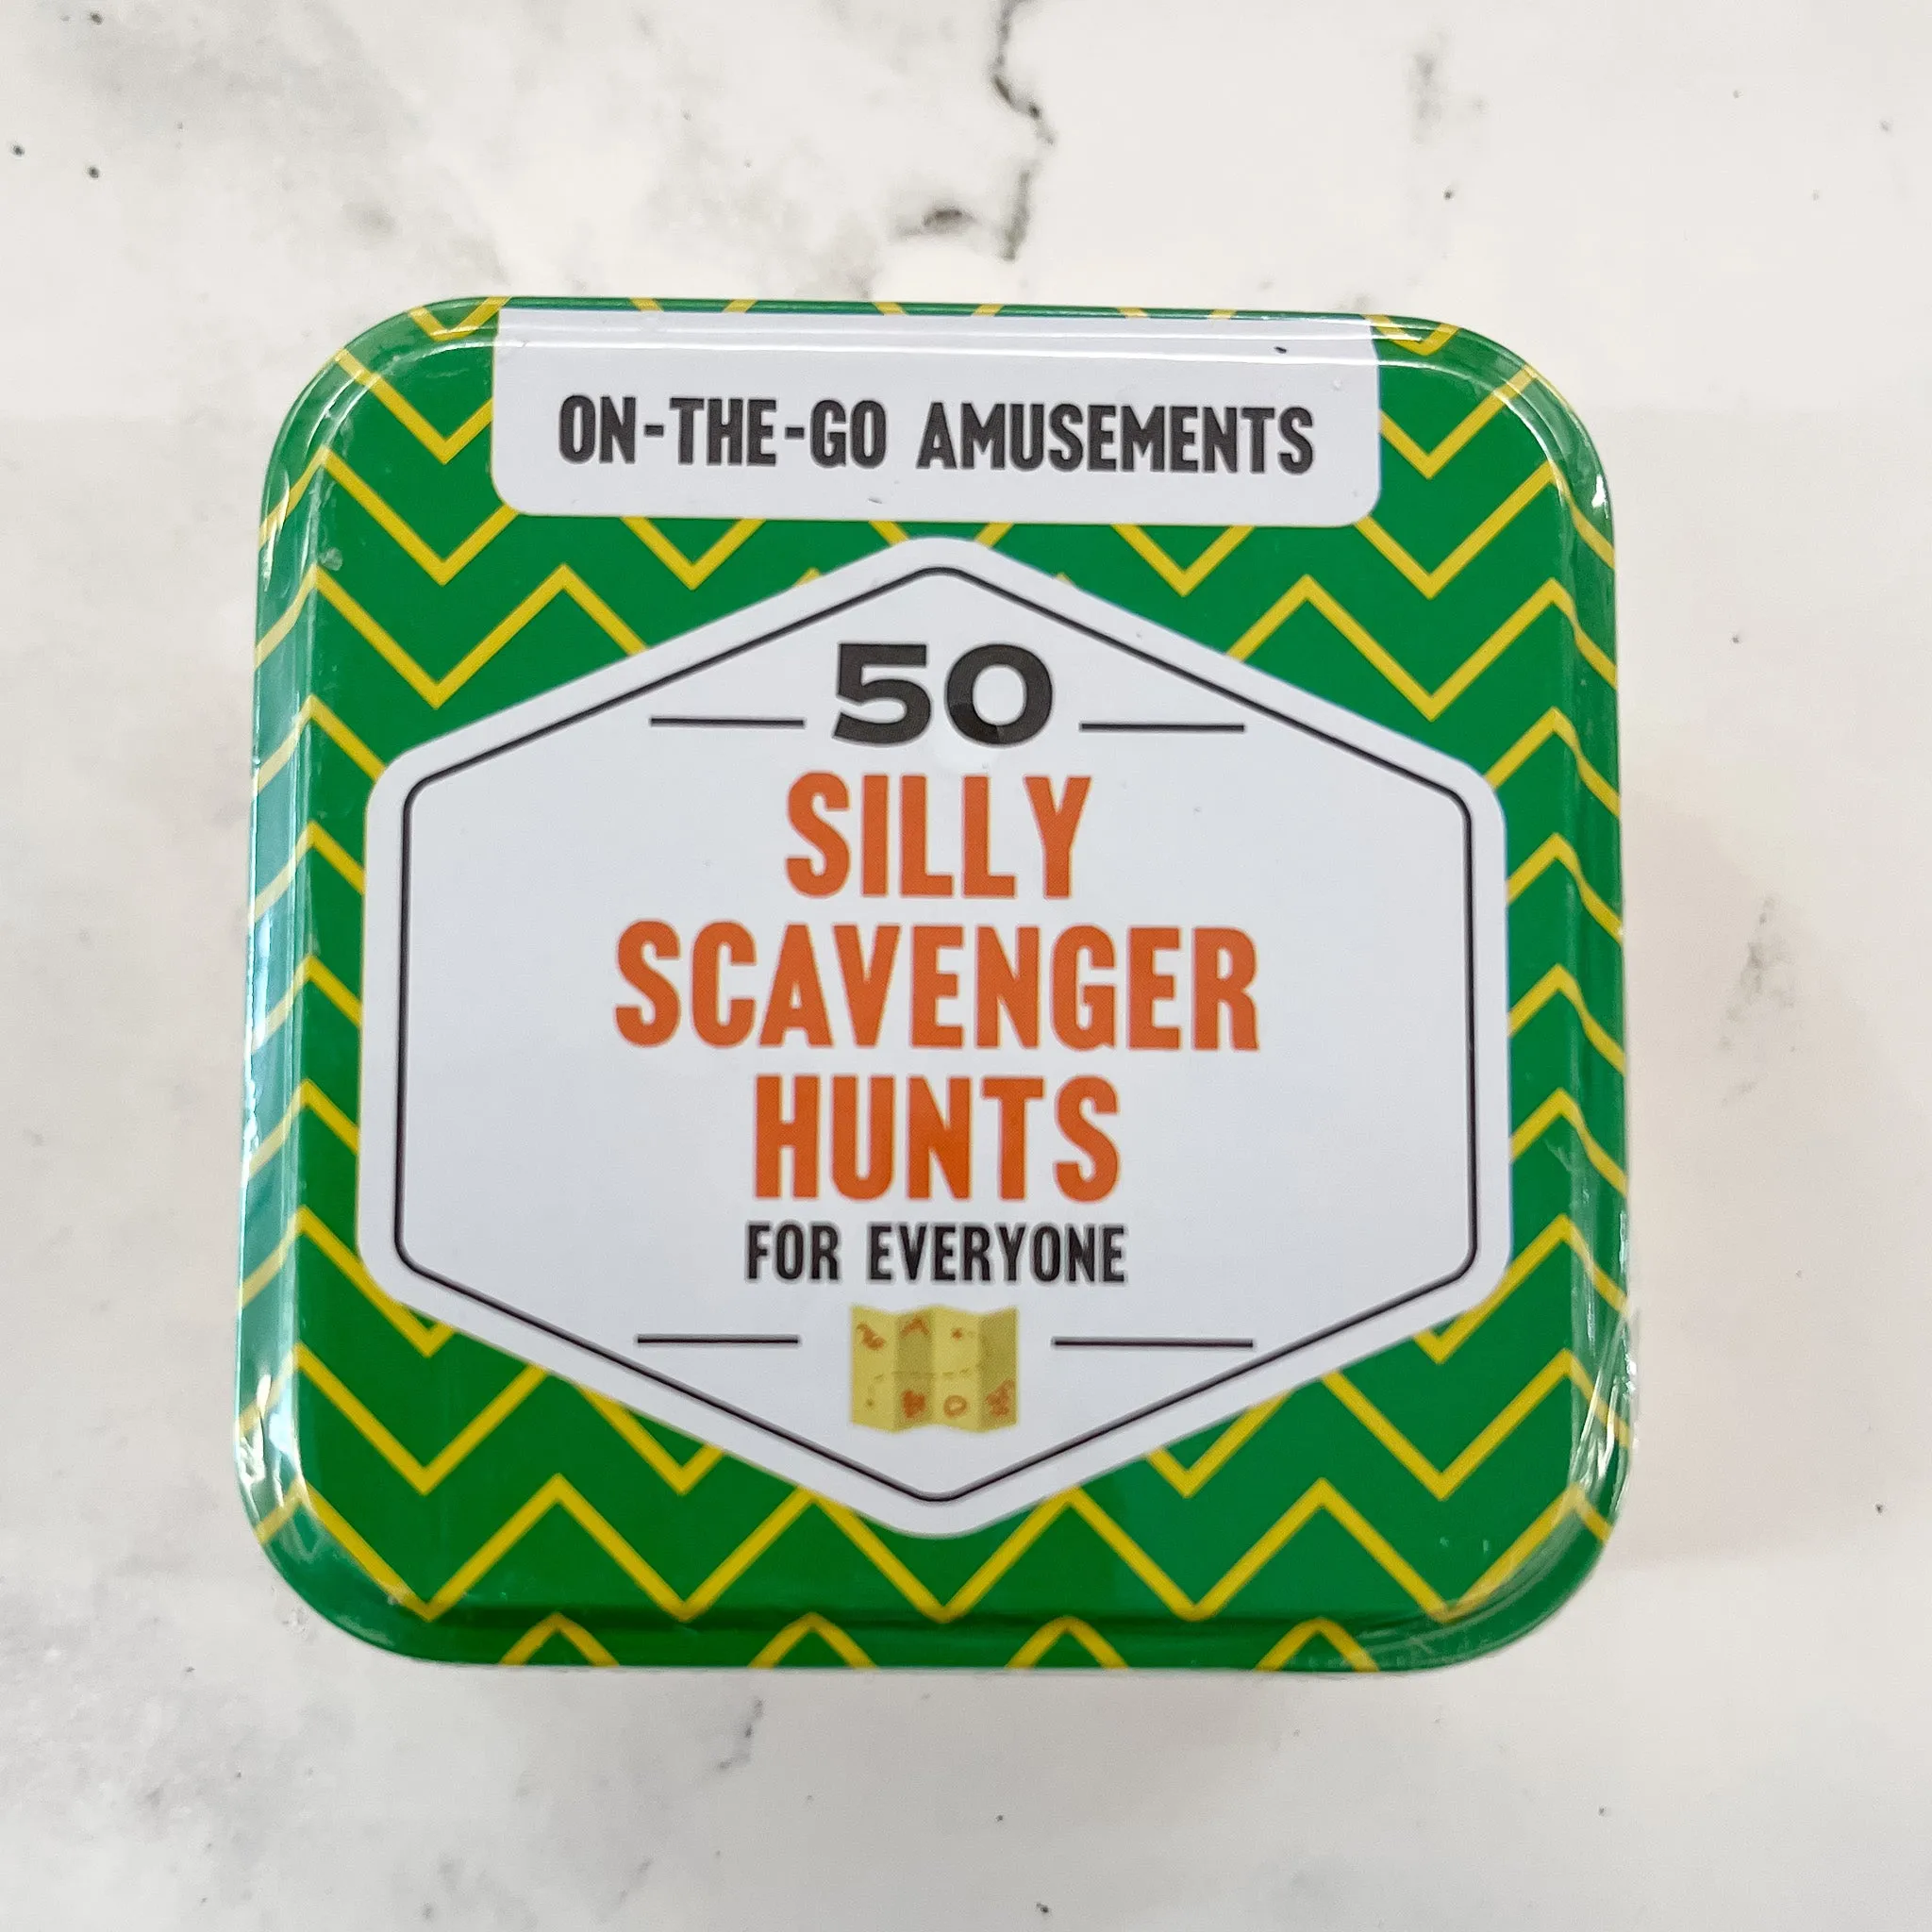 ON-THE-GO AMUSEMENTS
50
SILLY
SCAVENGER
HUNTS
FOR EVERYONE